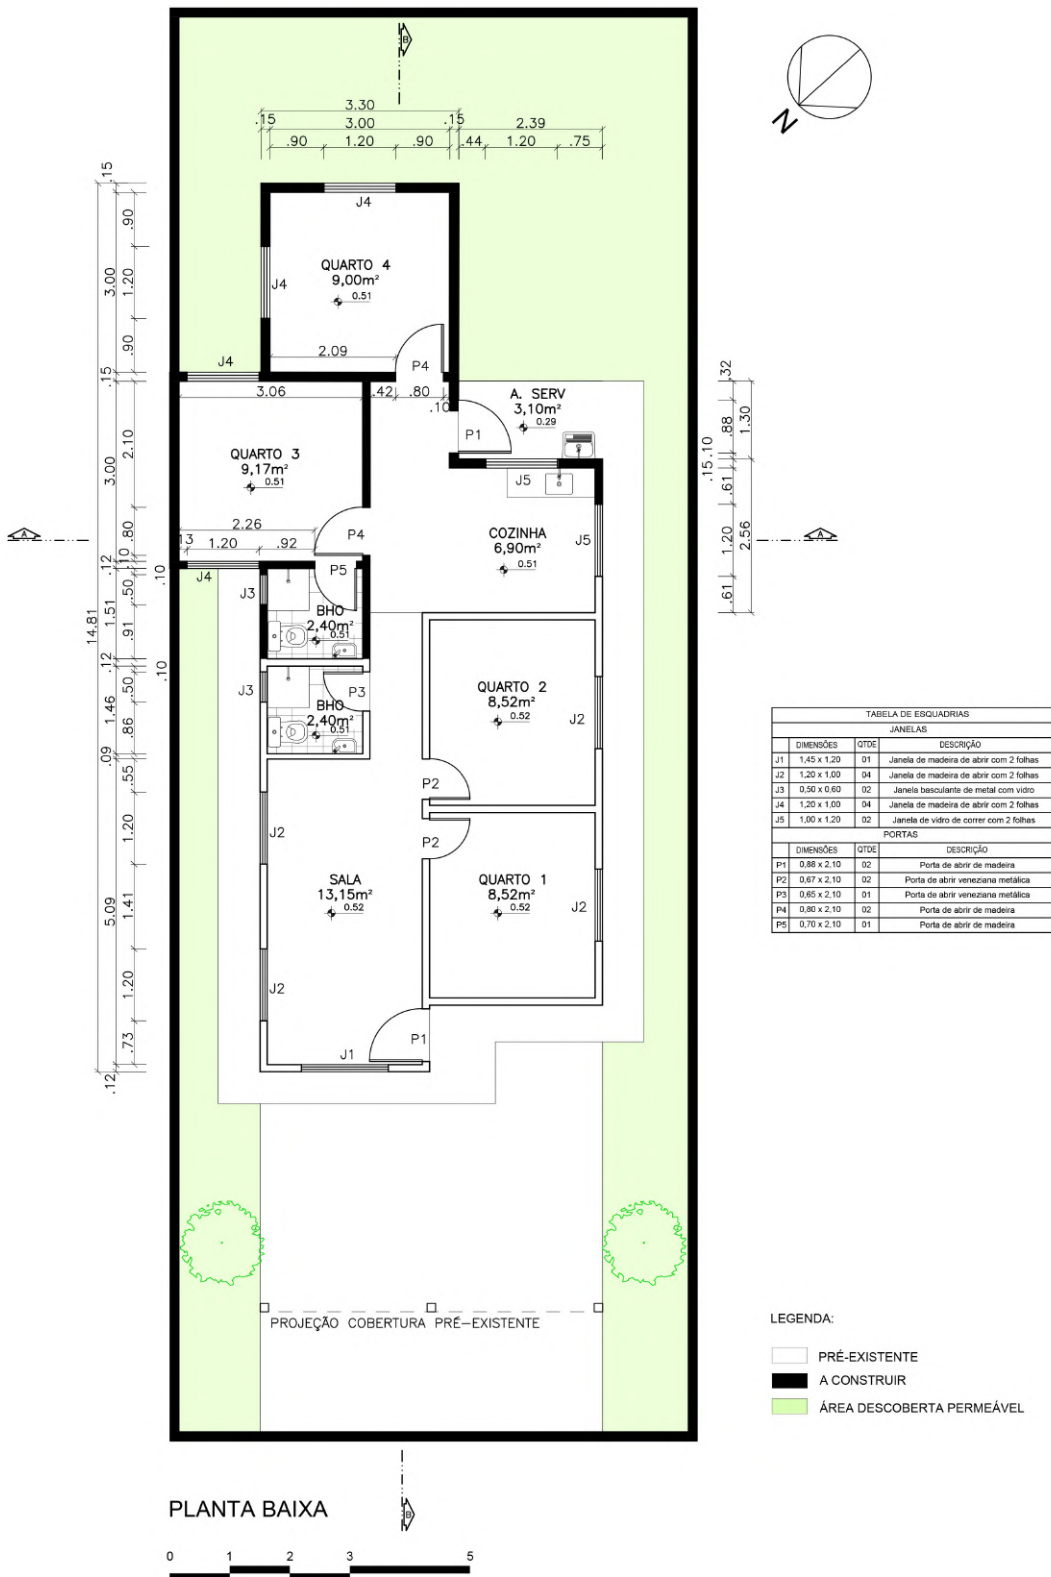 B
N
3.30
.15 3.00 .15 2.39
.90 1.20 .90 .44 1.20 .75
.15
.90
3.00
1.20
.90
.15
14.81
J4
QUARTO 4
9,00m²
0.51
J4
2.09
P4
J4
3.06 .42 .80
.10
A. SERV
3,10m²
0.29
P1
.32
.88
1.30
.10
.15
.61
1.20
2.56
.61
2.10
3.00
.80
.10
.12
QUARTO 3
9,17m²
0.51
2.26
13 1.20 .92
P4
J5
COZINHA
6,90m²
0.51
J5
A
A
J4
J3
P5
.10
BHO
2,40m²
0.51
.50
1.51
.91
.12
.10
J3
P3
BHO
2,40m²
0.51
.50
1.46
.86
.09
QUARTO 2
8,52m²
0.52
J2
P2
P2
.55
1.20
5.09
1.41
1.20
.73
.12
J2
SALA
13,15m²
0.52
QUARTO 1
8,52m²
0.52
J2
J2
J1
P1
TABELA DE ESQUADRIAS
JANELAS
DIMENSÕES QTDE DESCRIÇÃO
J1 1,45 x 1,20 01 Janela de madeira de abrir com 2 folhas
J2 1,20 x 1,00 04 Janela de madeira de abrir com 2 folhas
J3 0,50 x 0,60 02 Janela basculante de metal com vidro
J4 1,20 x 1,00 04 Janela de madeira de abrir com 2 folhas
J5 1,00 x 1,20 02 Janela de vidro de correr com 2 folhas
PORTAS
DIMENSÕES QTDE DESCRIÇÃO
P1 0,88 x 2,10 02 Porta de abrir de madeira
P2 0,67 x 2,10 02 Porta de abrir veneziana metálica
P3 0,65 x 2,10 01 Porta de abrir veneziana metálica
P4 0,80 x 2,10 02 Porta de abrir de madeira
P5 0,70 x 2,10 01 Porta de abrir de madeira
PROJEÇÃO COBERTURA PRÉ-EXISTENTE
LEGENDA:
PRÉ-EXISTENTE
A CONSTRUIR
ÁREA DESCOBERTA PERMEÁVEL
B
PLANTA BAIXA
0 1 2 3 5